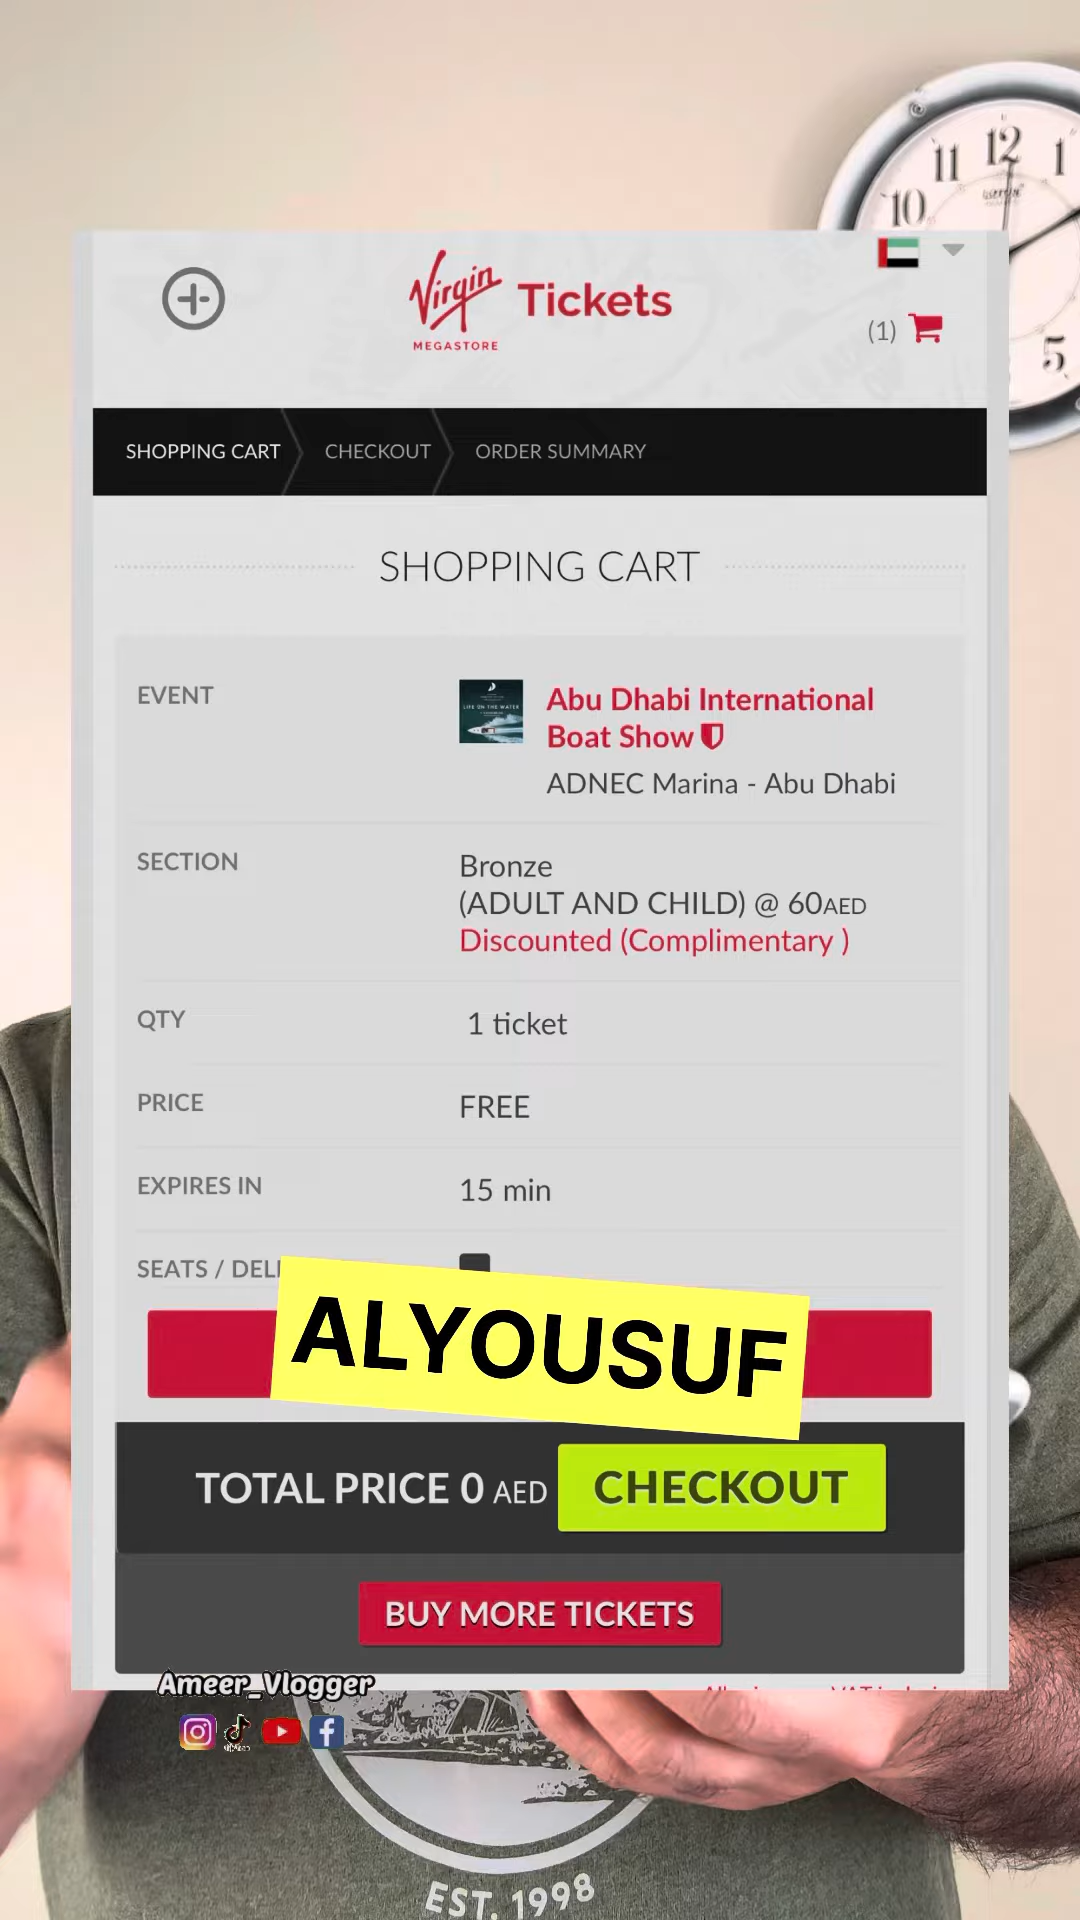 12
11
1
10
5
Virgin
MEGASTORE
Tickets
(1)
SHOPPING CART
CHECKOUT
ORDER SUMMARY
SHOPPING CART
EVENT
Abu Dhabi International
Boat Show
ADNEC Marina - Abu Dhabi
SECTION
Bronze
(ADULT AND CHILD) @ 60AED
Discounted (Complimentary )
QTY
1 ticket
PRICE
FREE
EXPIRES IN
15 min
SEATS /
ALYOUSUF
TOTAL PRICE 0 AED
CHECKOUT
BUY MORE TICKETS
Ameer_Vlogger
EST. 1998